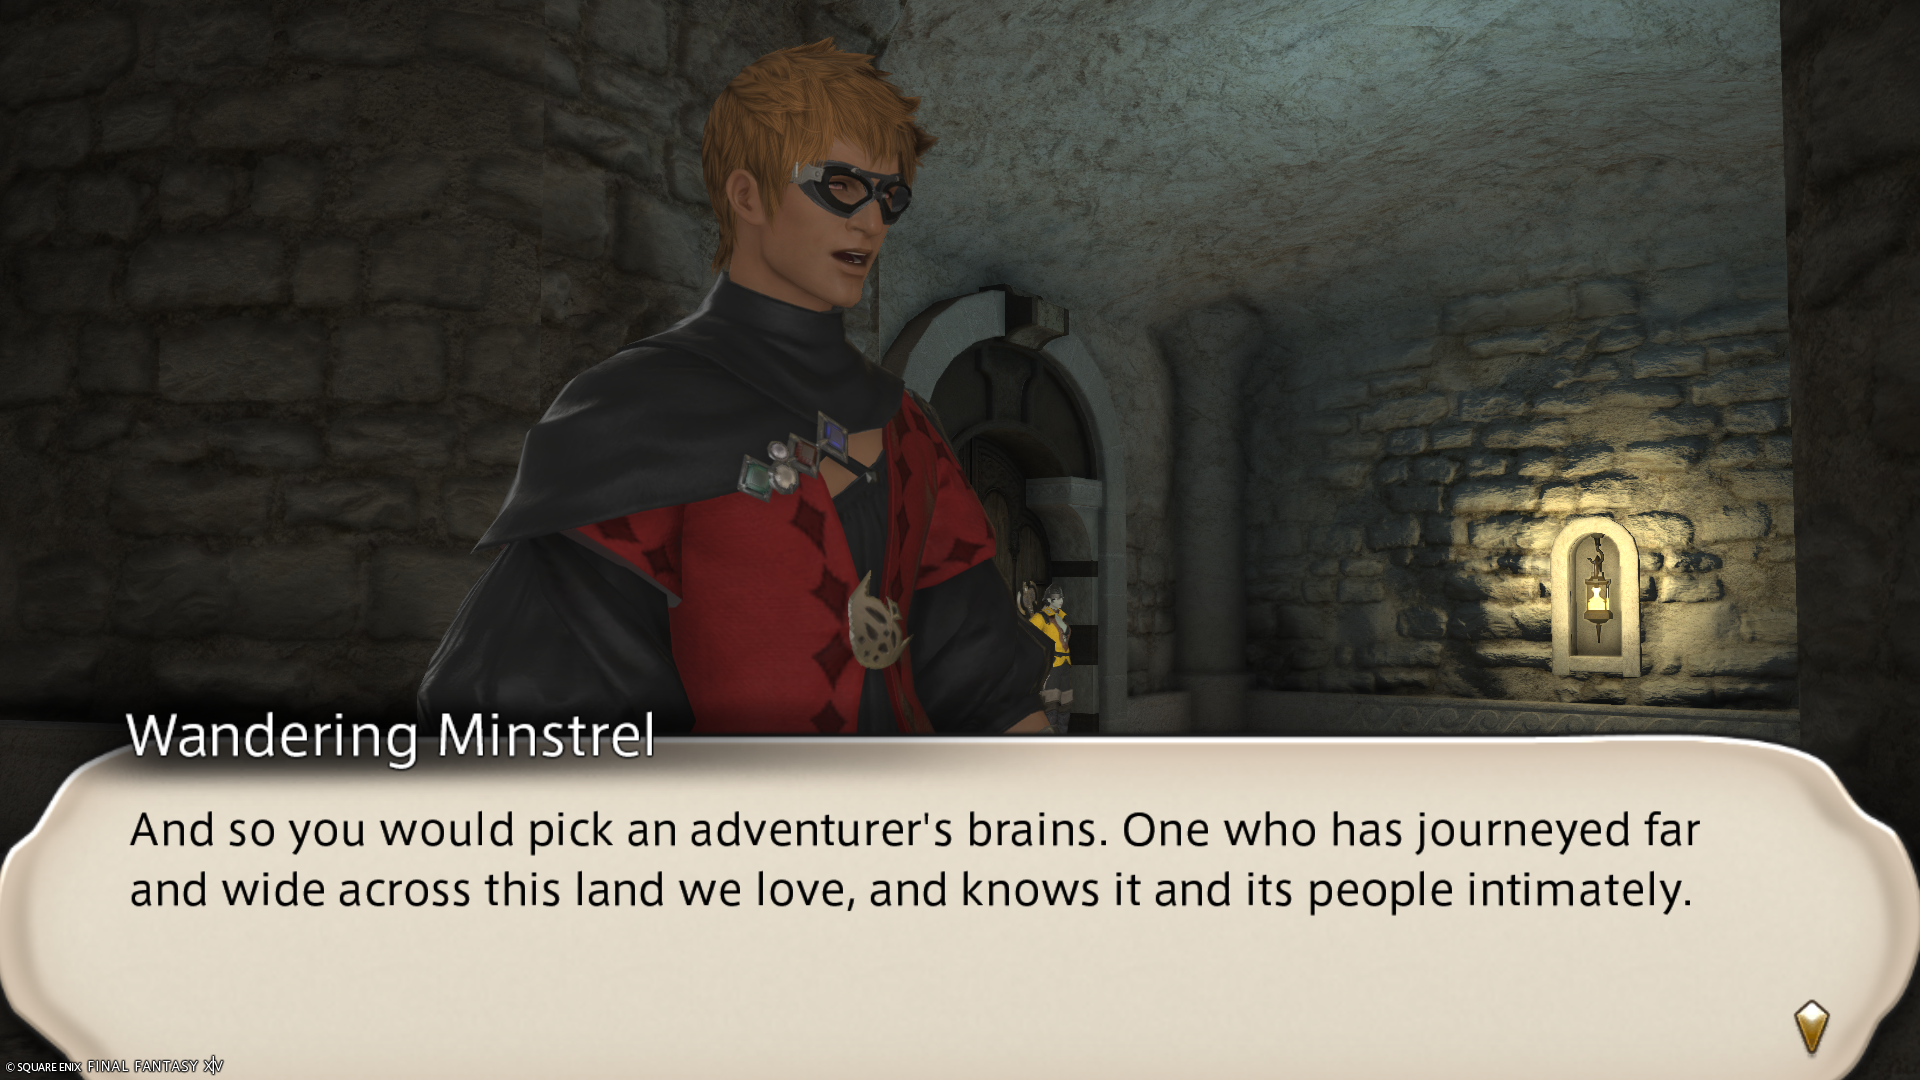 Wandering Minstrel
And so you would pick an adventurer's brains. One who has journeyed far
and wide across this land we love, and knows it and its people intimately.
© SQUARE ENIX FINAL FANTASY XIV